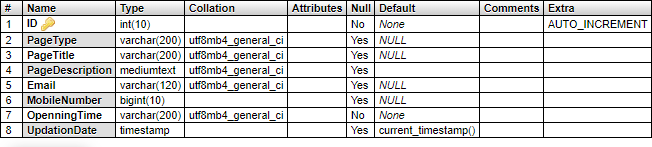 # Name Type Collation Attributes Null Default Comments Extra
1 ID int(10) No None AUTO_INCREMENT
2 PageType varchar(200) utf8mb4_general_ci Yes NULL
3 PageTitle varchar(200) utf8mb4_general_ci Yes NULL
4 PageDescription mediumtext utf8mb4_general_ci Yes
5 Email varchar(120) utf8mb4_general_ci Yes NULL
6 MobileNumber bigint(10) Yes NULL
7 OpenningTime varchar(200) utf8mb4_general_ci No None
8 UpdationDate timestamp Yes current_timestamp()